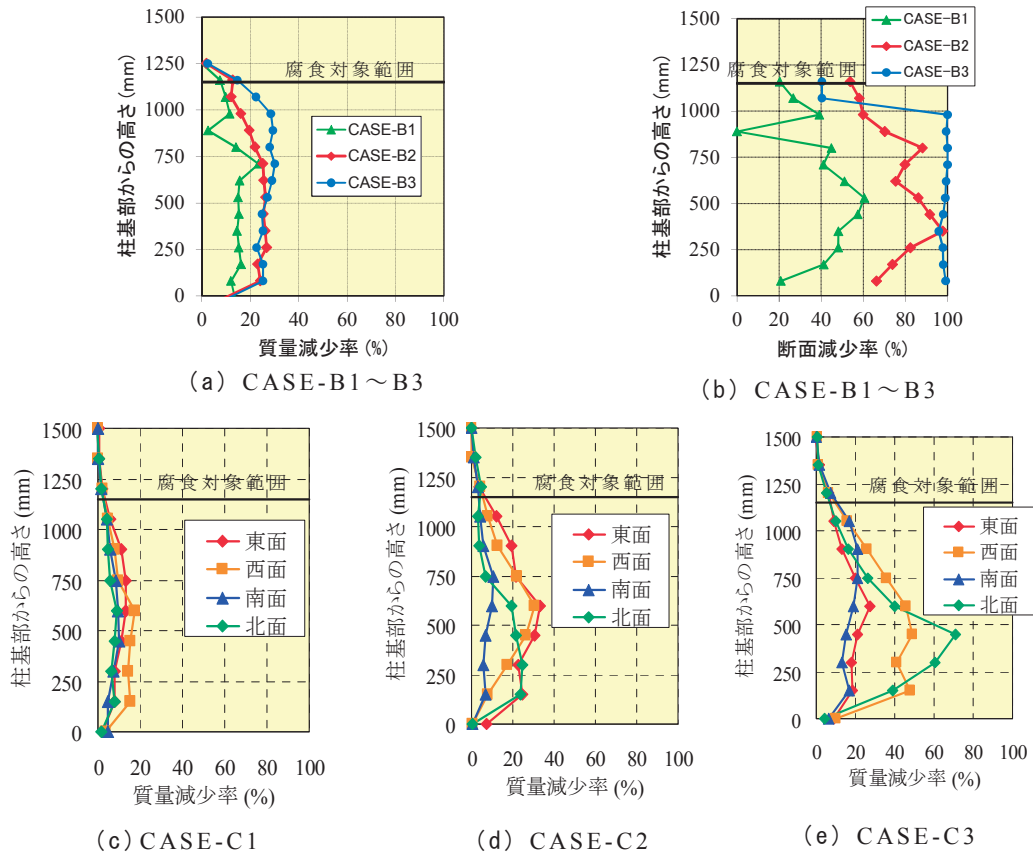 1500
1250
1000
750
500
250
0
柱基部からの高さ (mm)
腐食対象範囲
CASE-B1
CASE-B2
CASE-B3
0 20 40 60 80 100
質量減少率 (%)
(a) CASE-B1～B3
1500
1250
1000
750
500
250
0
柱基部からの高さ (mm)
腐食対象範囲
CASE-B1
CASE-B2
CASE-B3
0 20 40 60 80 100
断面減少率 (%)
(b) CASE-B1～B3
1500
1250
1000
750
500
250
0
柱基部からの高さ (mm)
腐食対象範囲
東面
西面
南面
北面
0 20 40 60 80 100
質量減少率 (%)
(c) CASE-C1
1500
1250
1000
750
500
250
0
柱基部からの高さ (mm)
腐食対象範囲
東面
西面
南面
北面
0 20 40 60 80 100
質量減少率 (%)
(d) CASE-C2
1500
1250
1000
750
500
250
0
柱基部からの高さ (mm)
腐食対象範囲
東面
西面
南面
北面
0 20 40 60 80 100
質量減少率 (%)
(e) CASE-C3